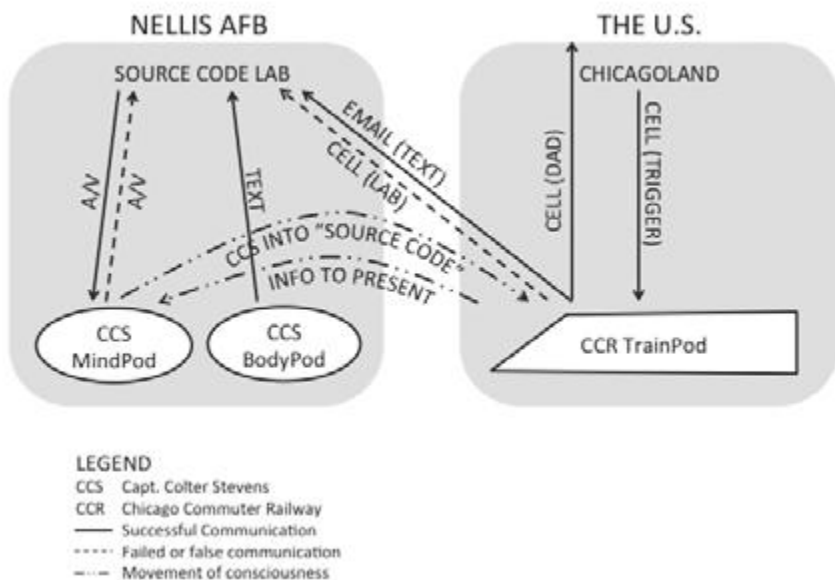 NELLIS AFB
THE U.S.
SOURCE CODE LAB
CHICAGOLAND
A/V
A/V
TEXT
EMAIL (TEXT)
CELL (LAB)
CELL (DAD)
CELL (TRIGGER)
CCS INTO "SOURCE CODE"
INFO TO PRESENT
CCS
MindPod
CCS
BodyPod
CCR TrainPod
LEGEND
CCS Capt. Colter Stevens
CCR Chicago Commuter Railway
Successful Communication
Failed or false communication
Movement of consciousness